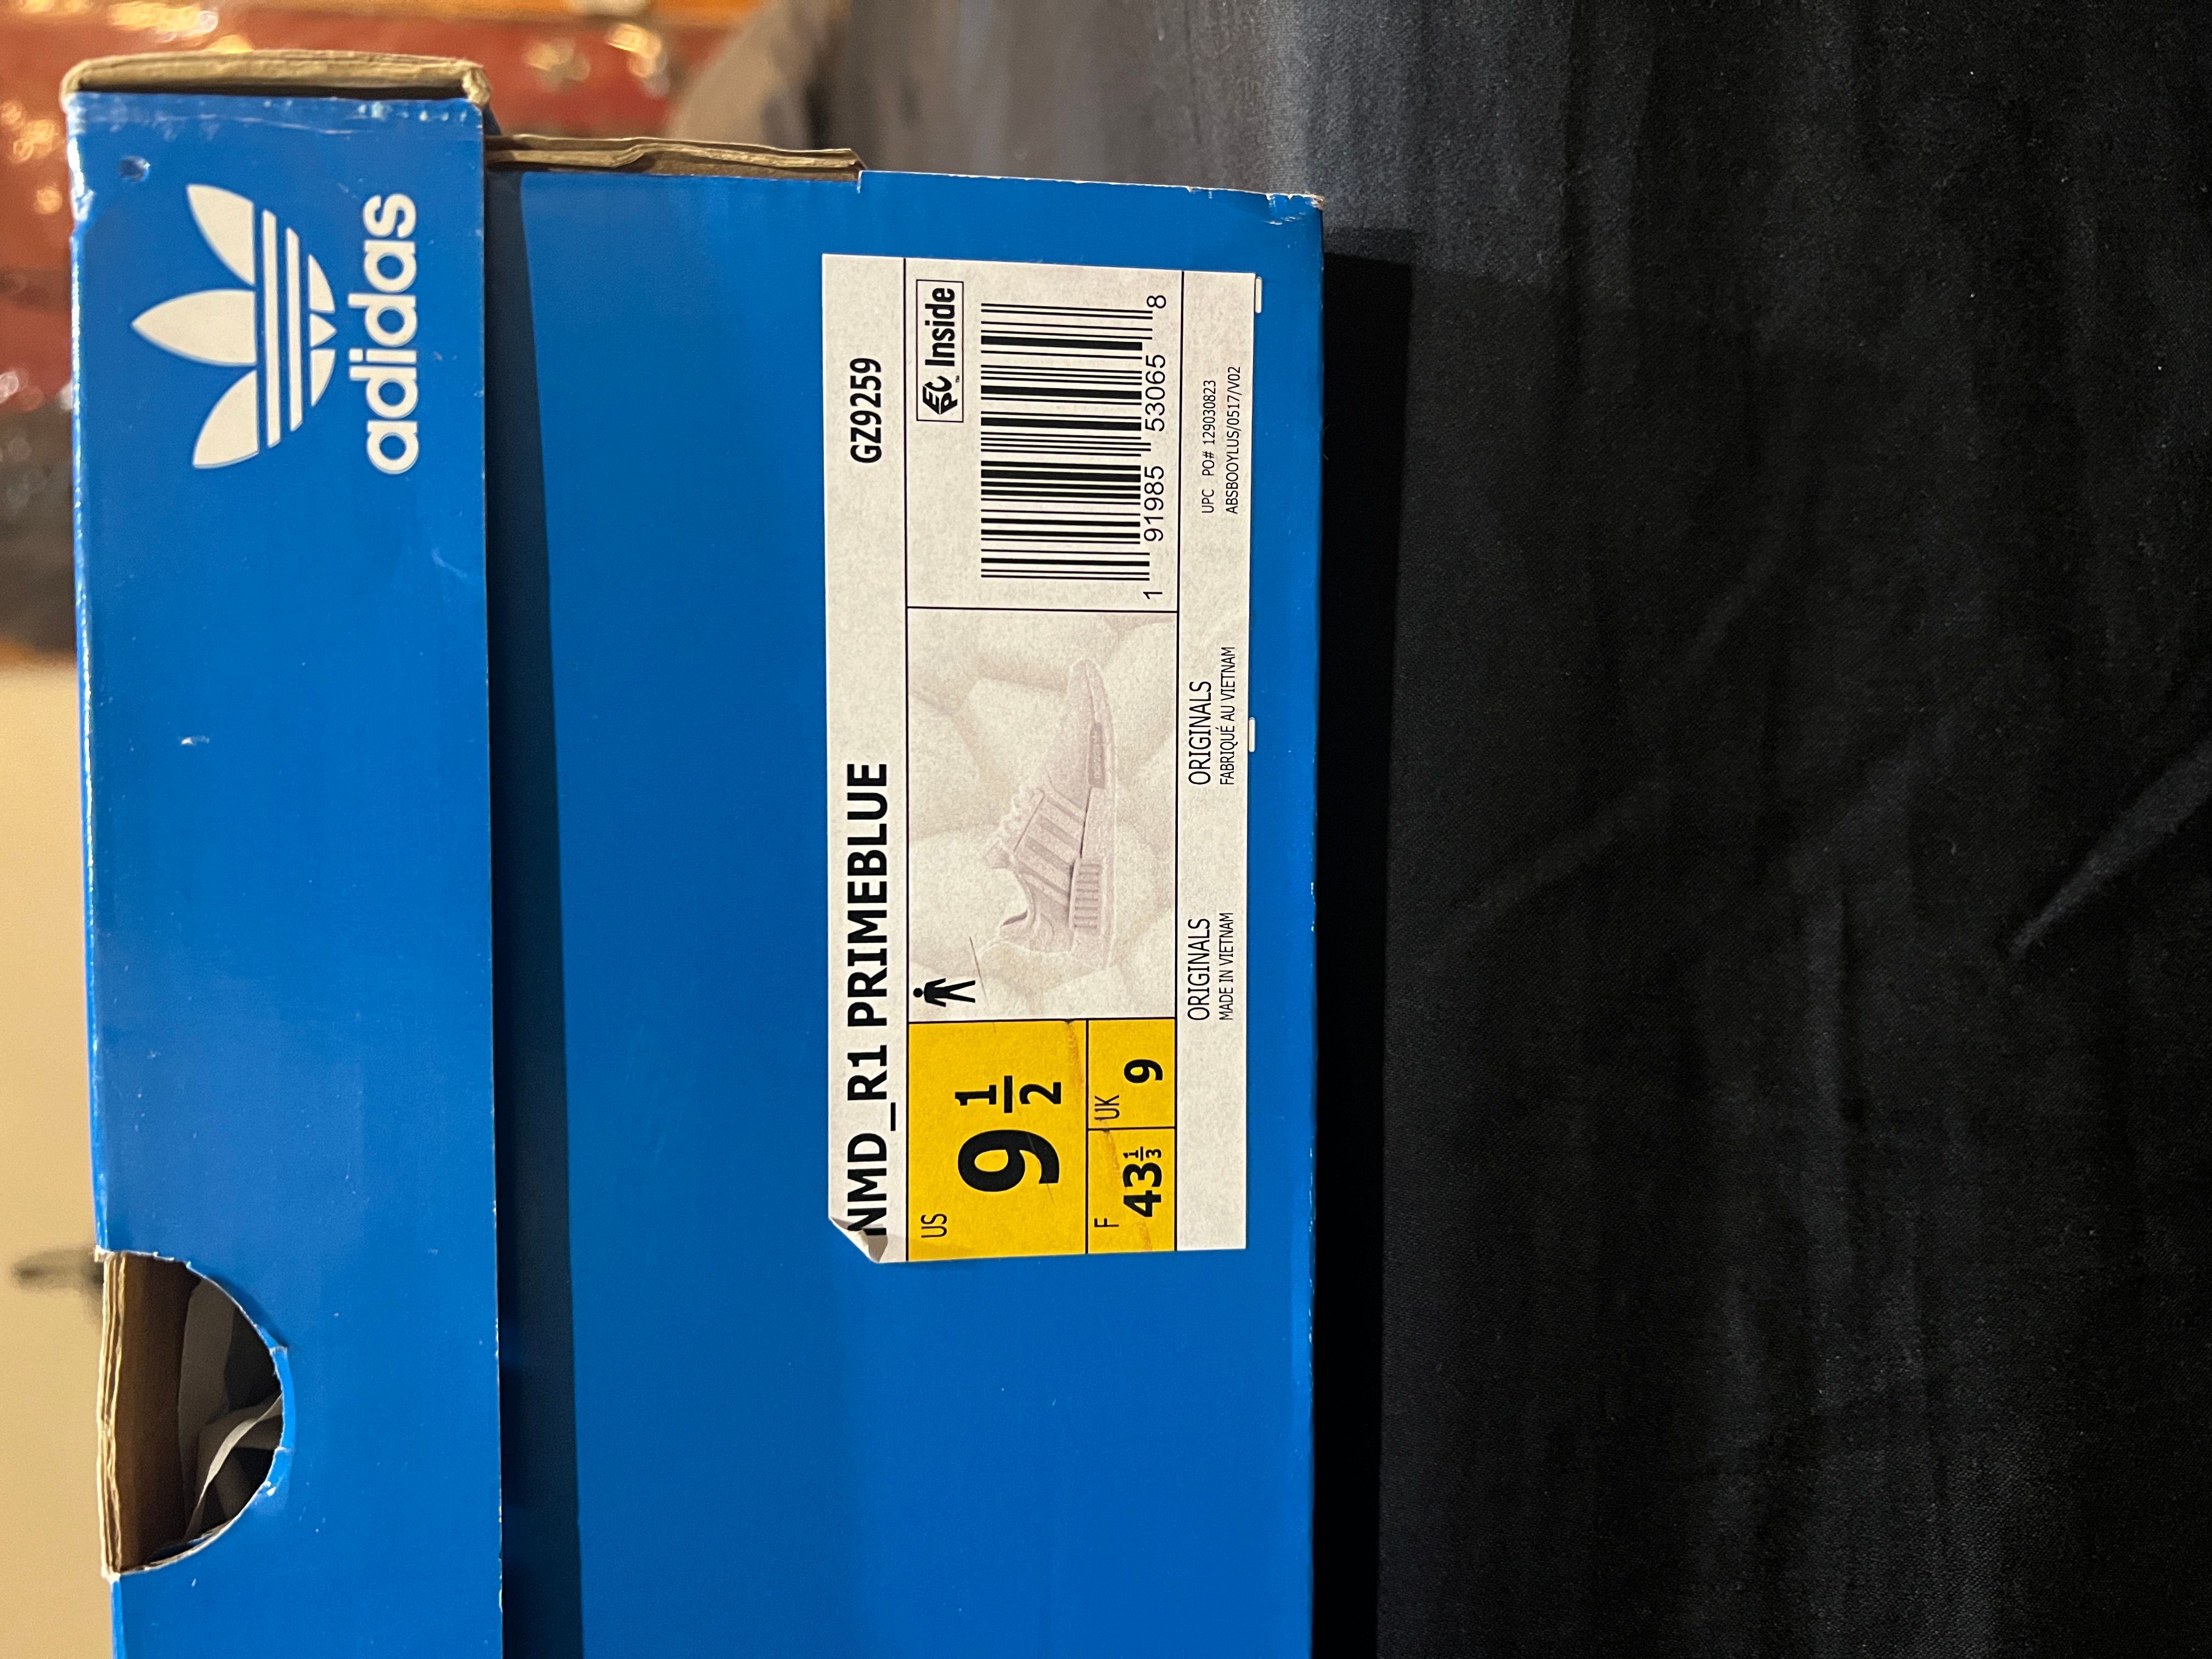 adidas
NMD_R1 PRIMEBLUE GZ9259
US
9 1/2
F
43 1/3
UK
9
EPC Inside
1 91985 53065 8
ORIGINALS
MADE IN VIETNAM
ORIGINALS
FABRIQUÉ AU VIETNAM
UPC PO# 129030823
ABSBOOYLUS/0517/V02